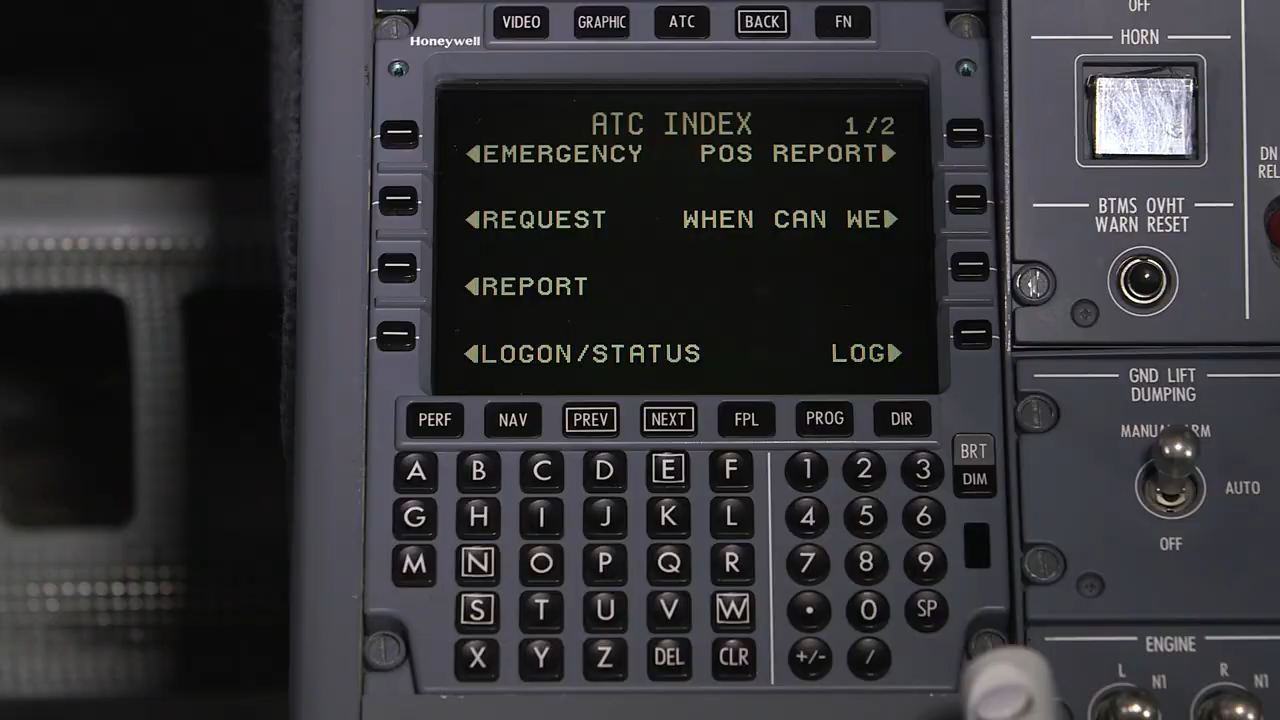 VIDEO GRAPHIC ATC BACK FN
Honeywell
ATC INDEX 1/2
EMERGENCY POS REPORT
REQUEST WHEN CAN WE
REPORT
LOGON/STATUS LOG
PERF NAV PREV NEXT FPL PROG DIR
BRT
DIM
A B C D E F 1 2 3
G H I J K L 4 5 6
M N O P Q R 7 8 9
S T U V W • 0 SP
X Y Z DEL CLR +/- /
OFF
HORN
BTMS OVHT
WARN RESET
DN
REL
GND LIFT
DUMPING
MANUAL ARM
AUTO
OFF
ENGINE
L R
N1 N1